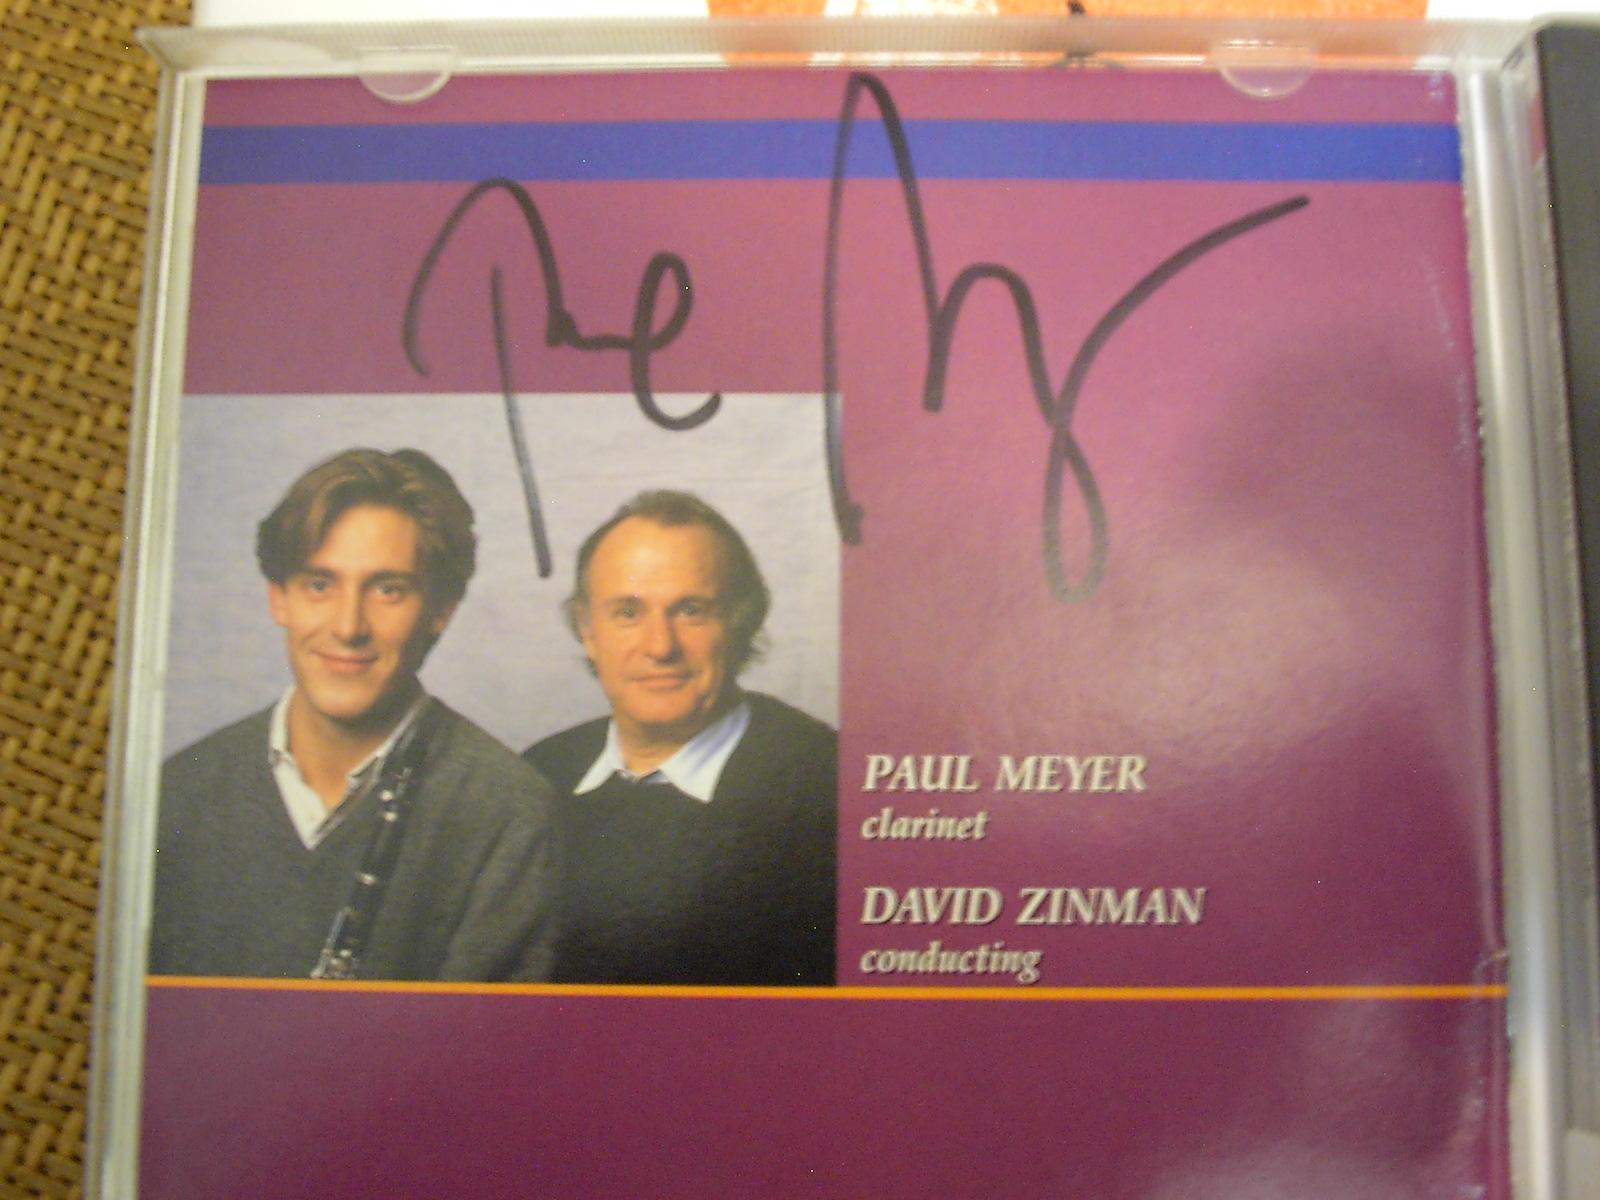 PAUL MEYER
clarinet
DAVID ZINMAN
conducting